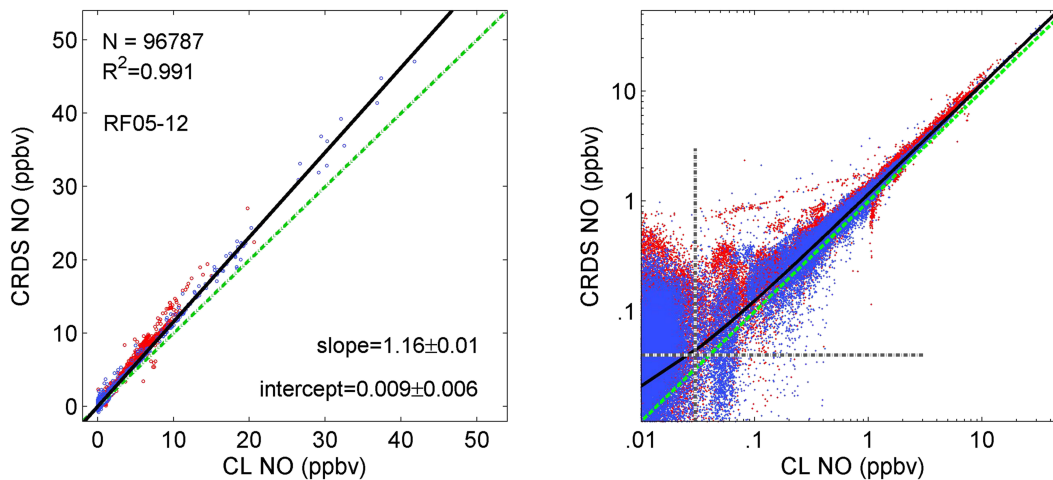 N = 96787
R²=0.991
RF05-12
slope=1.16±0.01
intercept=0.009±0.006
50
40
30
20
10
0
CRDS NO (ppbv)
0 10 20 30 40 50
CL NO (ppbv)
10
1
.1
CRDS NO (ppbv)
.01 .1 1 10
CL NO (ppbv)